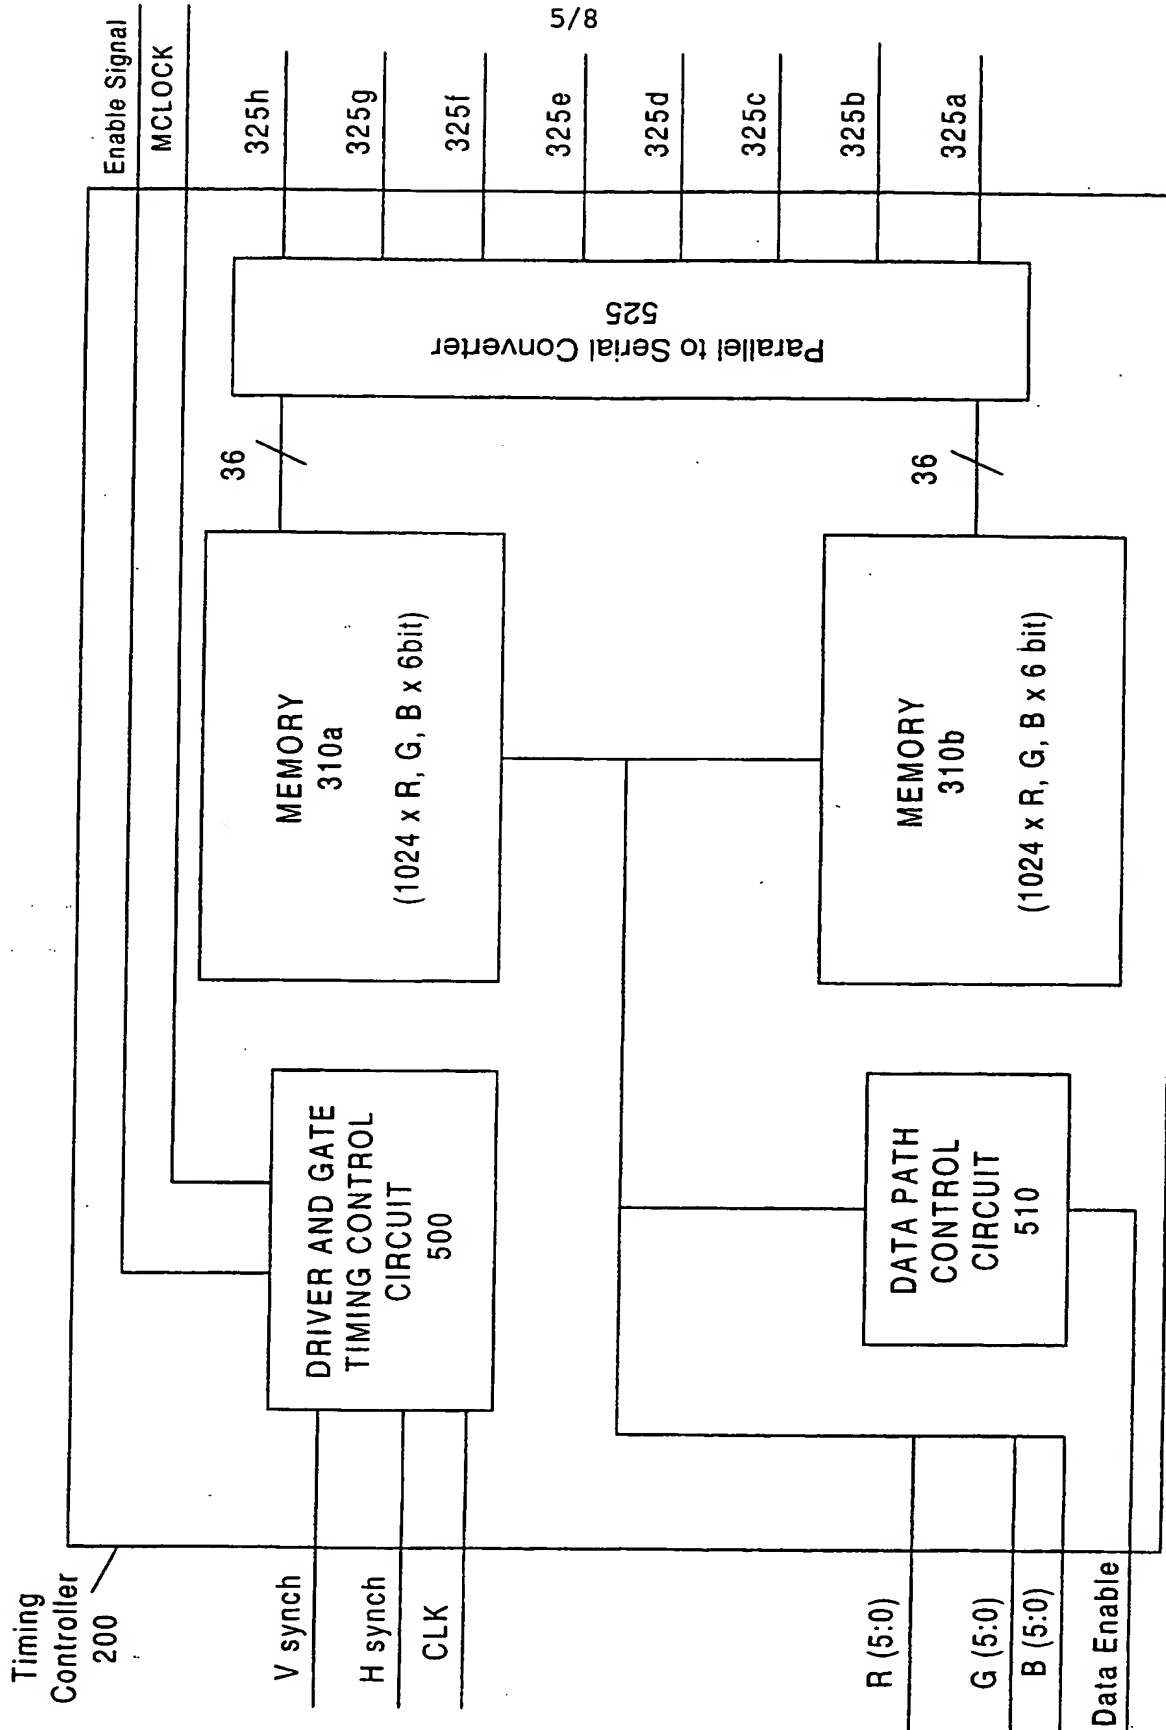 5/8
Timing
Controller
200
Enable Signal
MCLOCK
V synch
H synch
CLK
DRIVER AND GATE
TIMING CONTROL
CIRCUIT
500
MEMORY
310a
(1024 x R, G, B x 6bit)
36
Parallel to Serial Converter
525
325h
325g
325f
325e
325d
325c
325b
325a
R (5:0)
G (5:0)
B (5:0)
Data Enable
DATA PATH
CONTROL
CIRCUIT
510
MEMORY
310b
(1024 x R, G, B x 6 bit)
36